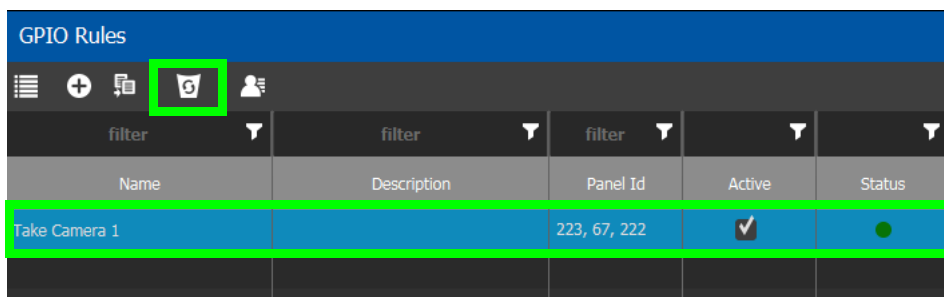 GPIO Rules
filter filter filter
Name Description Panel Id Active Status
Take Camera 1 223, 67, 222